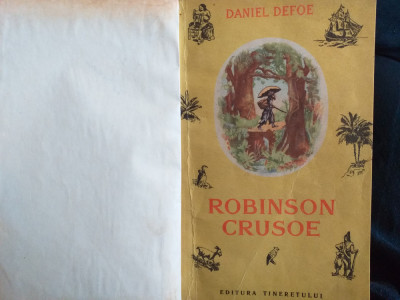 DANIEL DEFOE
ROBINSON
CRUSOE
EDITURA TINERETULUI